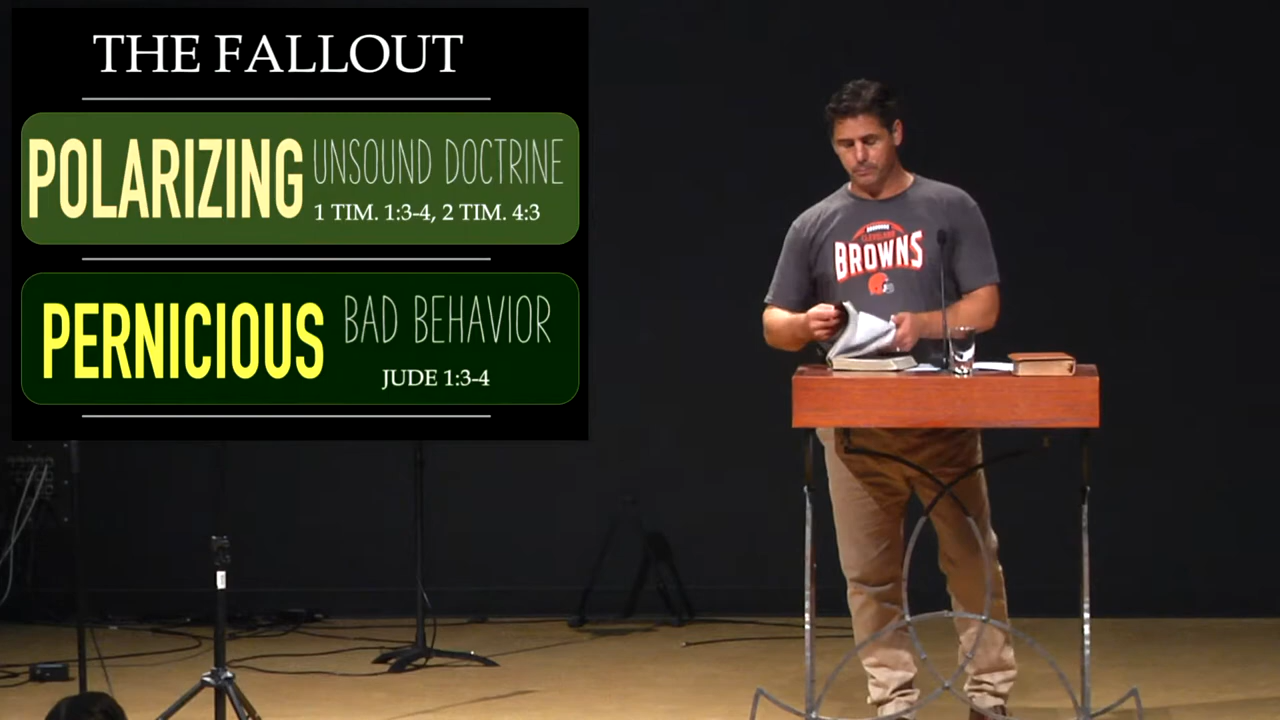 THE FALLOUT
POLARIZING UNSOUND DOCTRINE
1 TIM. 1:3-4, 2 TIM. 4:3
PERNICIOUS BAD BEHAVIOR
JUDE 1:3-4
CLEVELAND
BROWNS